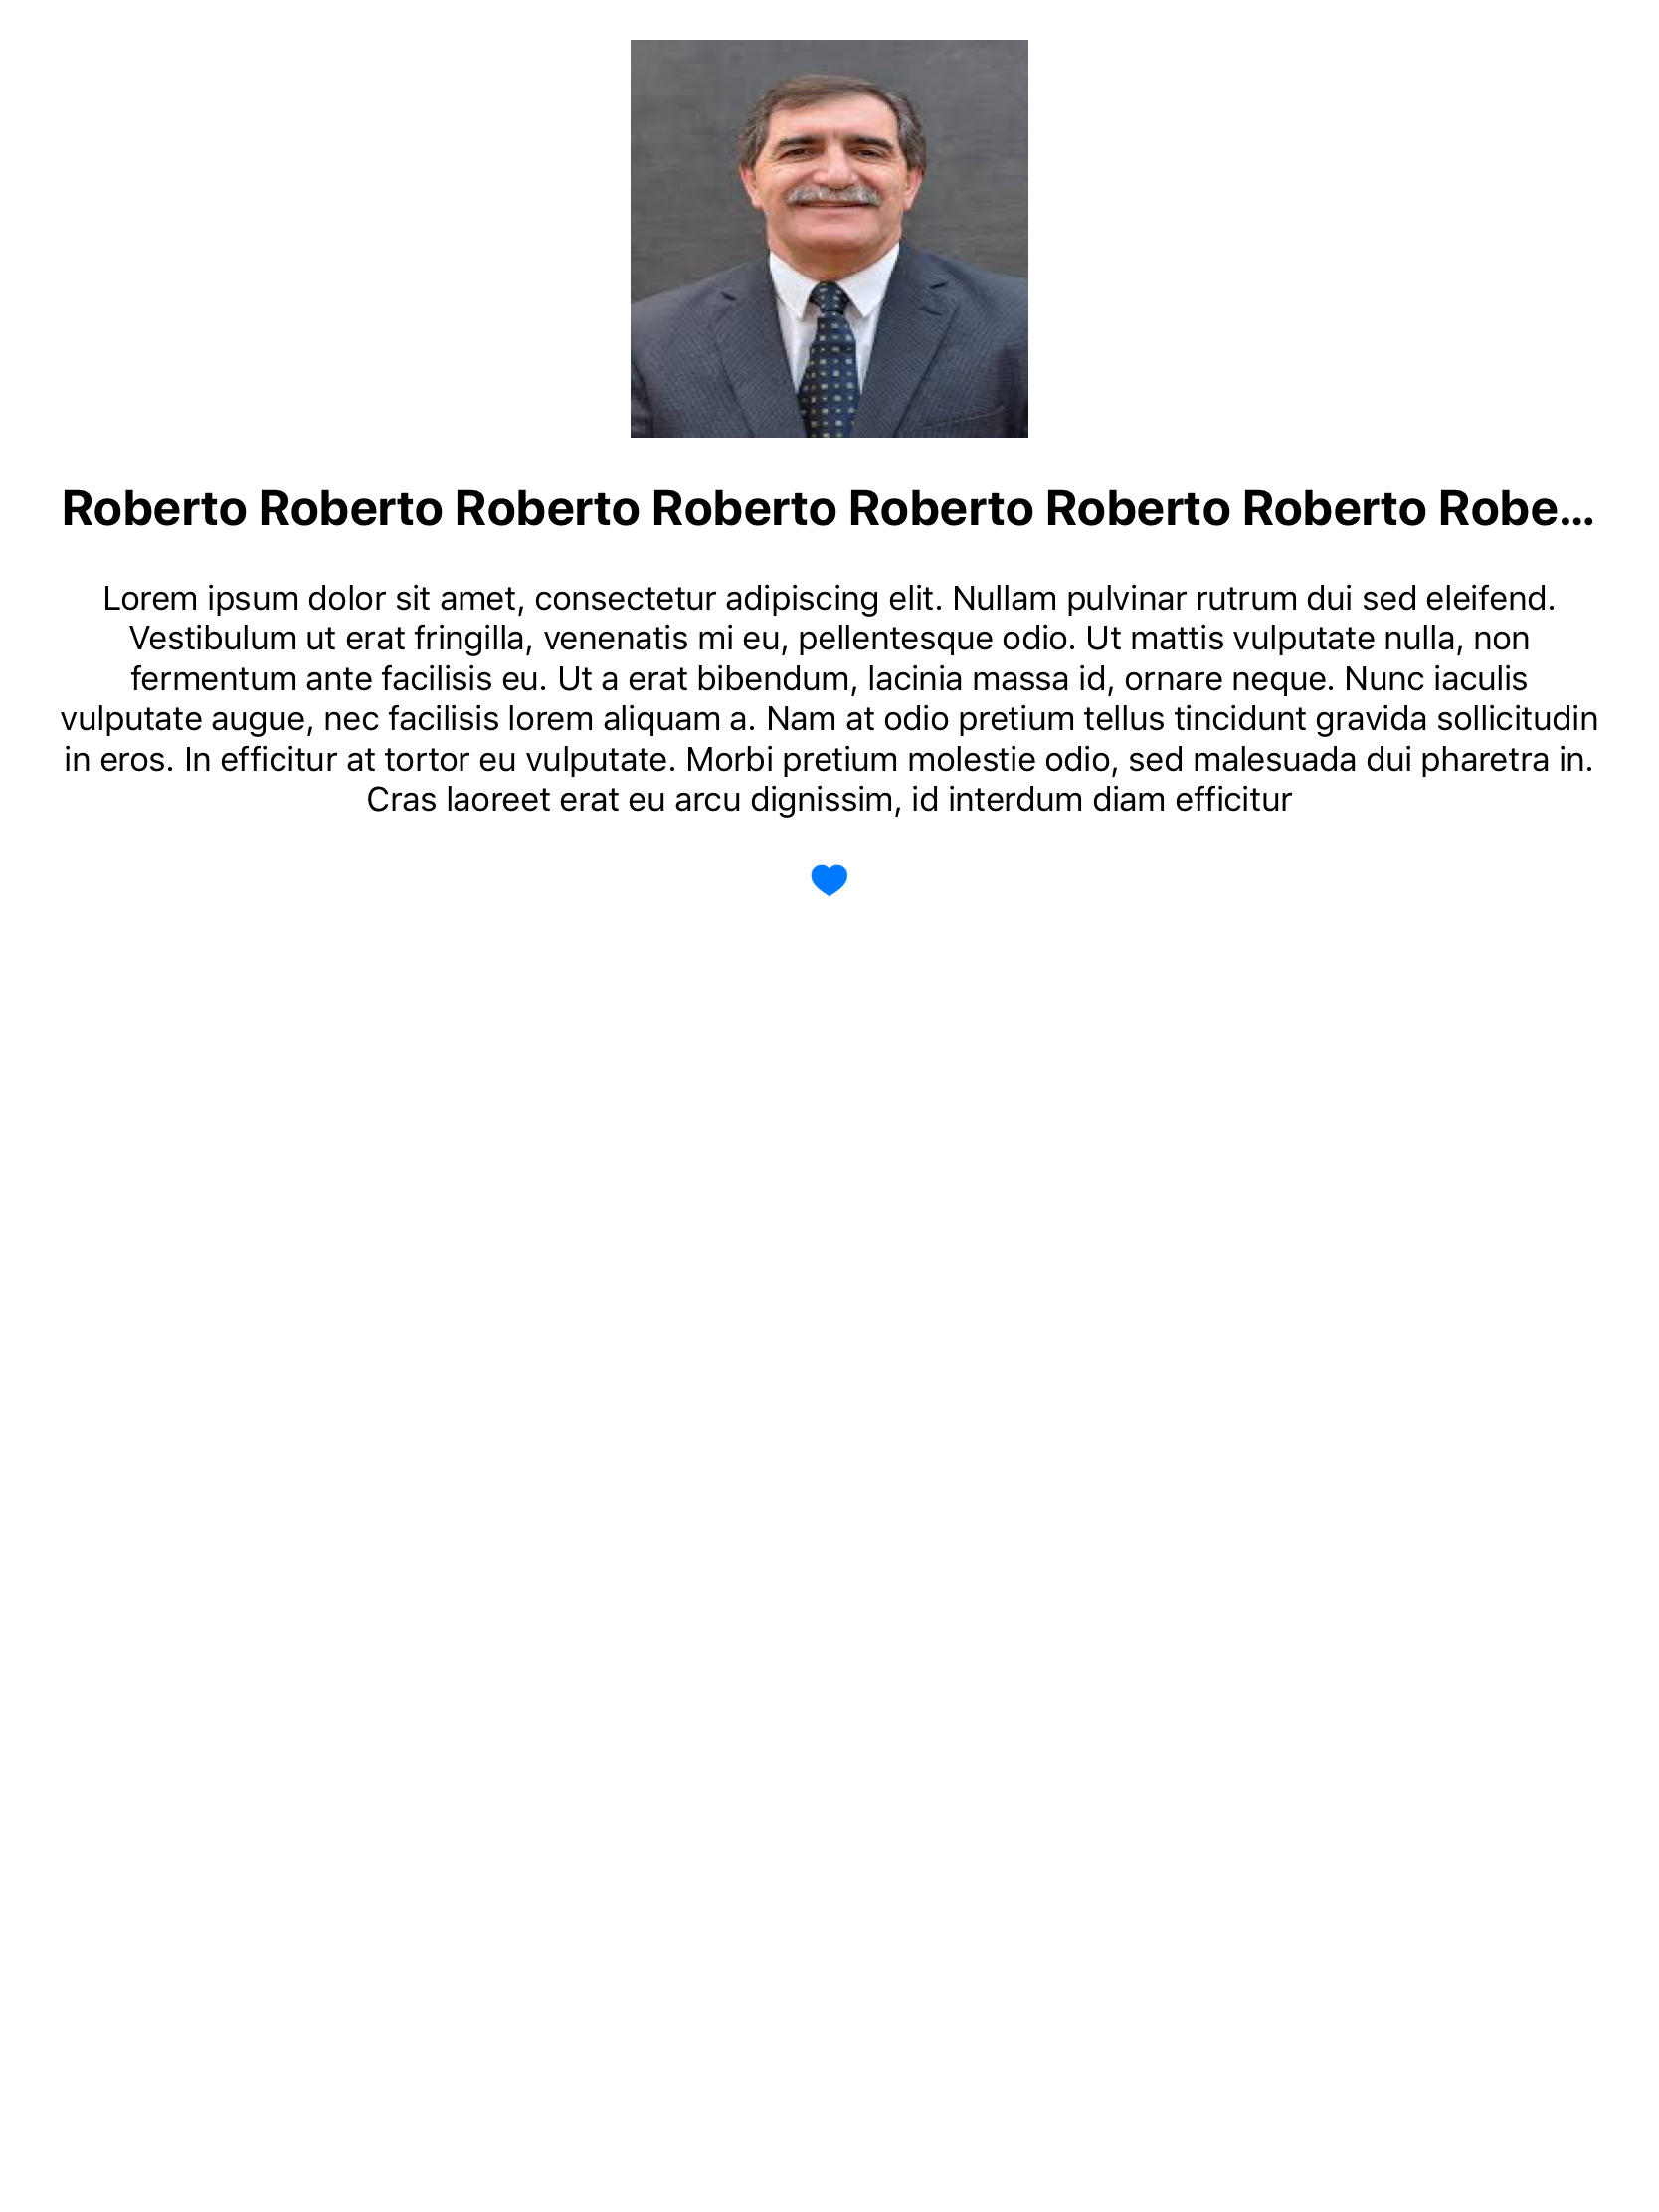 Roberto Roberto Roberto Roberto Roberto Roberto Roberto Robe...
Lorem ipsum dolor sit amet, consectetur adipiscing elit. Nullam pulvinar rutrum dui sed eleifend.
Vestibulum ut erat fringilla, venenatis mi eu, pellentesque odio. Ut mattis vulputate nulla, non
fermentum ante facilisis eu. Ut a erat bibendum, lacinia massa id, ornare neque. Nunc iaculis
vulputate augue, nec facilisis lorem aliquam a. Nam at odio pretium tellus tincidunt gravida sollicitudin
in eros. In efficitur at tortor eu vulputate. Morbi pretium molestie odio, sed malesuada dui pharetra in.
Cras laoreet erat eu arcu dignissim, id interdum diam efficitur